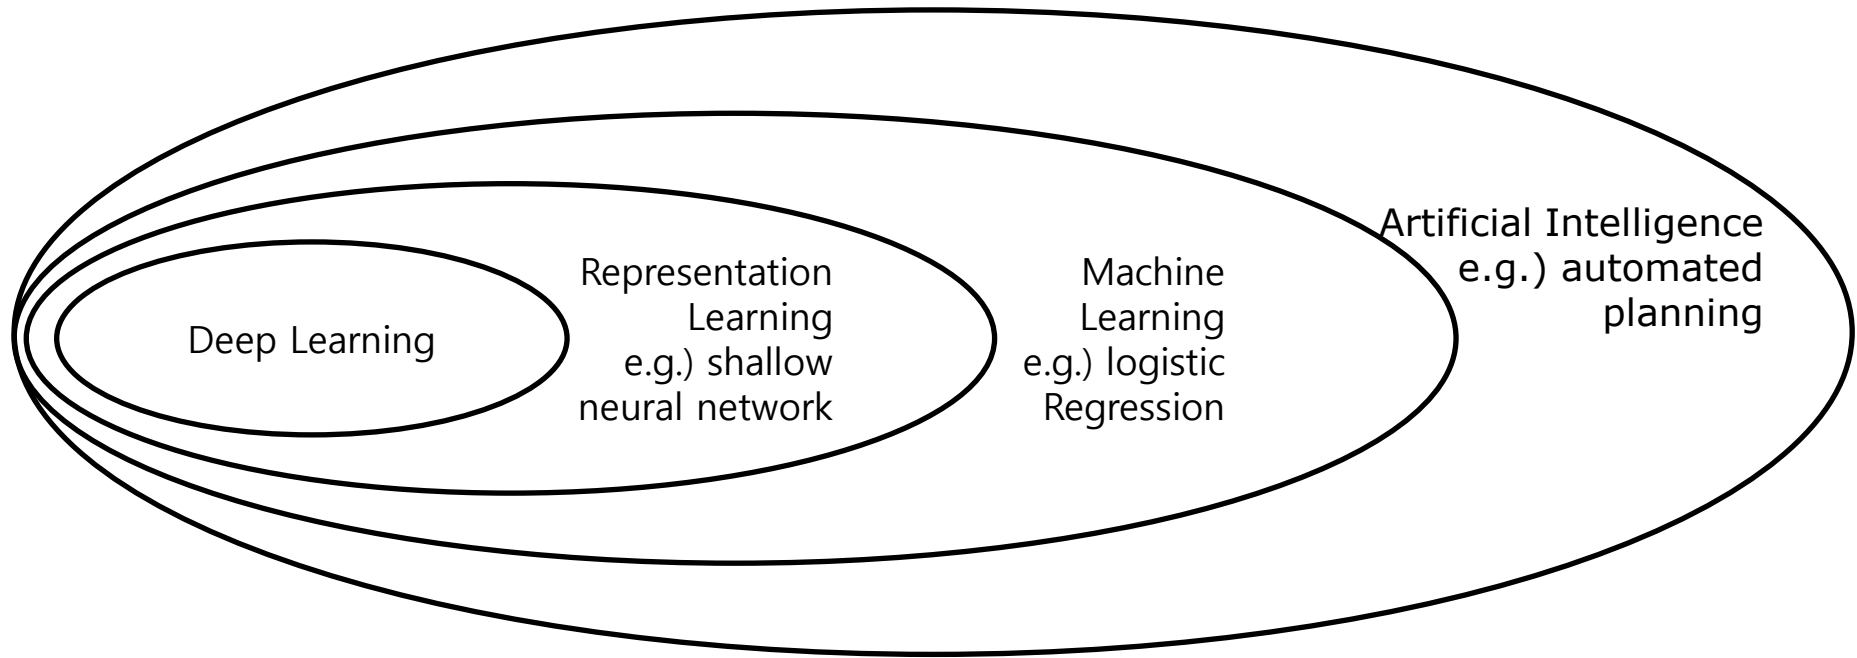 Deep Learning
Representation
Learning
e.g.) shallow
neural network
Machine
Learning
e.g.) logistic
Regression
Artificial Intelligence
e.g.) automated
planning